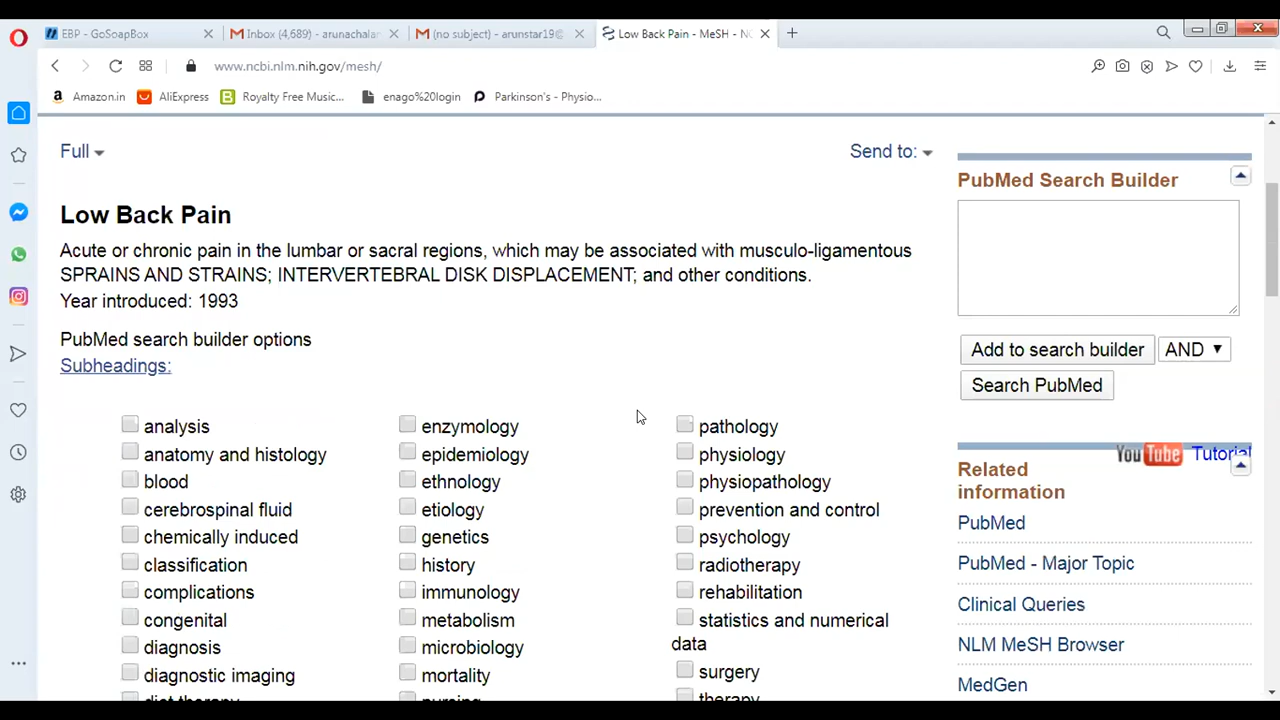 EBP - GoSoapBox
Inbox (4,689) - arunachalar
(no subject) – arunstar19@
Low Back Pain - MeSH - NC
www.ncbi.nlm.nih.gov/mesh/
Amazon.in
AliExpress
Royalty Free Music...
enago%20login
Parkinson's - Physio...
Full
Send to:
PubMed Search Builder
Low Back Pain
Acute or chronic pain in the lumbar or sacral regions, which may be associated with musculo-ligamentous
SPRAINS AND STRAINS; INTERVERTEBRAL DISK DISPLACEMENT; and other conditions.
Year introduced: 1993
PubMed search builder options
Subheadings:
Add to search builder
AND
Search PubMed
analysis
anatomy and histology
blood
cerebrospinal fluid
chemically induced
classification
complications
congenital
diagnosis
diagnostic imaging
diet therapy
enzymology
epidemiology
ethnology
etiology
genetics
history
immunology
metabolism
microbiology
mortality
nursing
pathology
physiology
physiopathology
prevention and control
psychology
radiotherapy
rehabilitation
statistics and numerical
data
surgery
therapy
YouTube Tutorial
Related
information
PubMed
PubMed - Major Topic
Clinical Queries
NLM MeSH Browser
MedGen